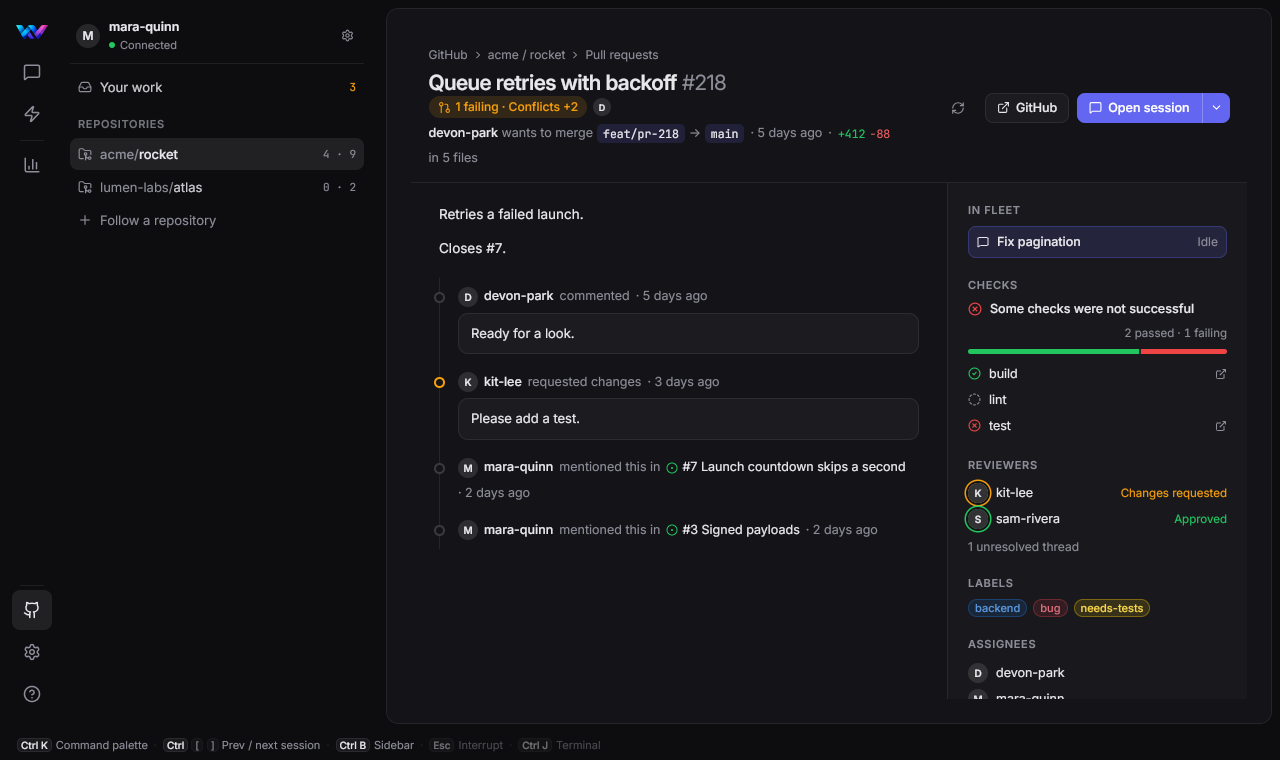 M mara-quinn
Connected
Your work 3
REPOSITORIES
acme/rocket 4 · 9
lumen-labs/atlas 0 · 2
Follow a repository
GitHub > acme / rocket > Pull requests
Queue retries with backoff #218
1 failing · Conflicts +2 D
devon-park wants to merge feat/pr-218 → main · 5 days ago · +412 -88
in 5 files
GitHub
Open session
Retries a failed launch.
Closes #7.
D devon-park commented · 5 days ago
Ready for a look.
K kit-lee requested changes · 3 days ago
Please add a test.
M mara-quinn mentioned this in #7 Launch countdown skips a second
· 2 days ago
M mara-quinn mentioned this in #3 Signed payloads · 2 days ago
IN FLEET
Fix pagination Idle
CHECKS
Some checks were not successful
2 passed · 1 failing
build
lint
test
REVIEWERS
K kit-lee Changes requested
S sam-rivera Approved
1 unresolved thread
LABELS
backend bug needs-tests
ASSIGNEES
D devon-park
M mara-quinn
Ctrl K Command palette · Ctrl [ ] Prev / next session · Ctrl B Sidebar · Esc Interrupt · Ctrl J Terminal